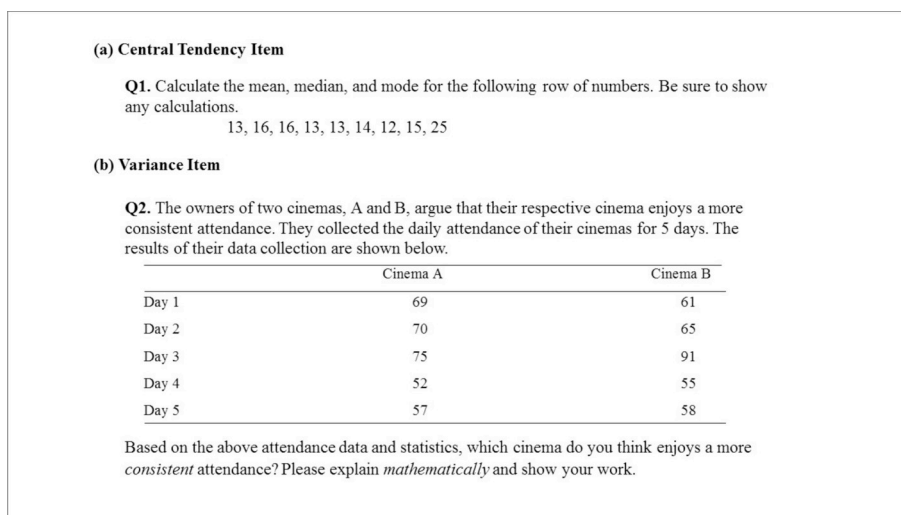 (a) Central Tendency Item
Q1. Calculate the mean, median, and mode for the following row of numbers. Be sure to show
any calculations.
13, 16, 16, 13, 13, 14, 12, 15, 25
(b) Variance Item
Q2. The owners of two cinemas, A and B, argue that their respective cinema enjoys a more
consistent attendance. They collected the daily attendance of their cinemas for 5 days. The
results of their data collection are shown below.
Cinema A Cinema B
Day 1 69 61
Day 2 70 65
Day 3 75 91
Day 4 52 55
Day 5 57 58
Based on the above attendance data and statistics, which cinema do you think enjoys a more
consistent attendance? Please explain mathematically and show your work.